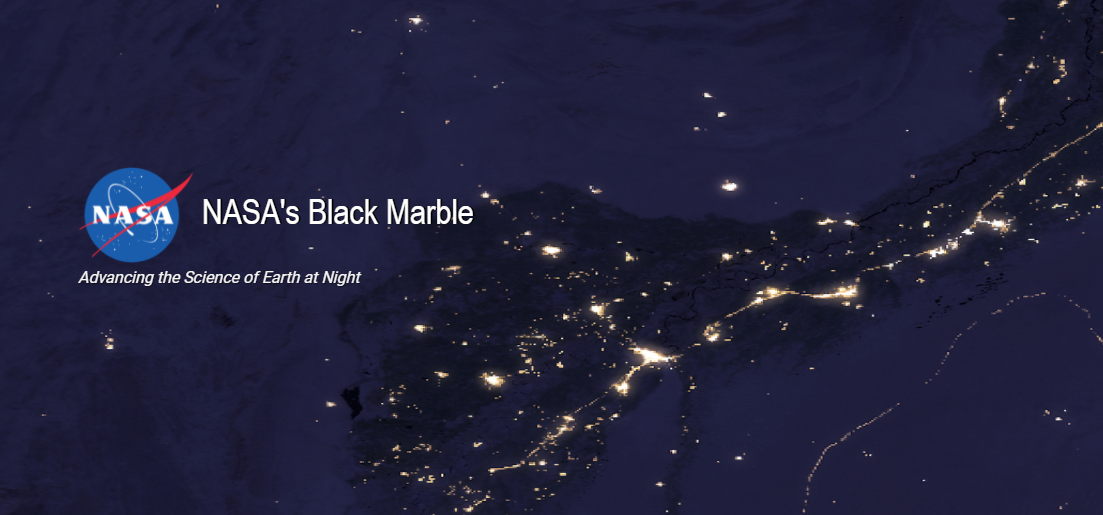 NASA
NASA's Black Marble
Advancing the Science of Earth at Night